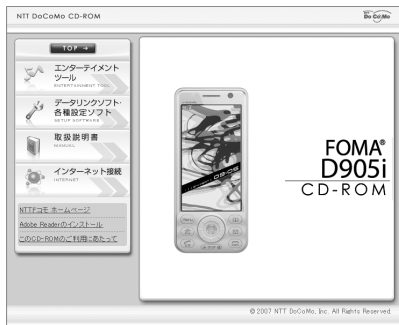 NTT DoCoMo CD-ROM
DoCoMo
TOP →
エンターテイメント
ツール
ENTERTAINMENT TOOL
データリンクソフト・
各種設定ソフト
SETUP SOFTWARE
取扱説明書
MANUAL
インターネット接続
INTERNET
NTTドコモ ホームページ
Adobe Readerのインストール
このCD-ROMのご利用にあたって
FOMA®
D905i
CD-ROM
© 2007 NTT DoCoMo, Inc. All Rights Reserved.